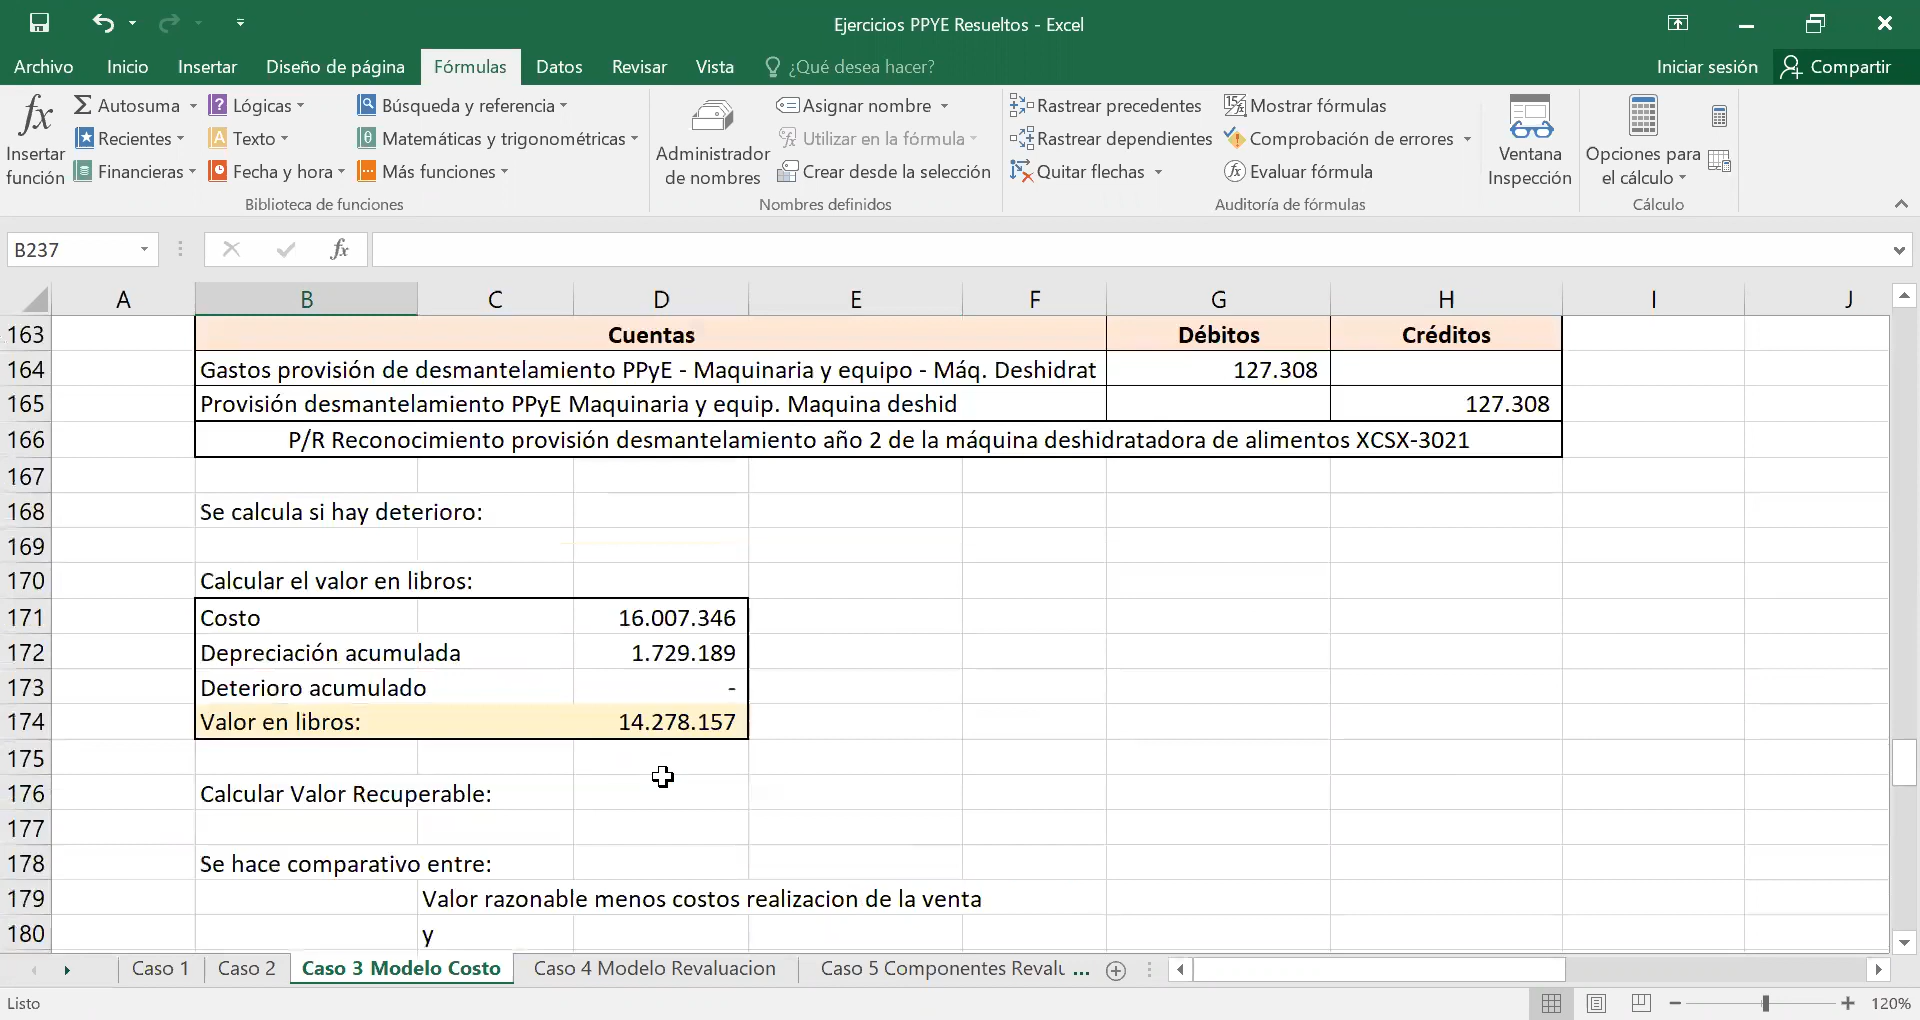 Ejercicios PPYE Resueltos - Excel
Archivo Inicio Insertar Diseño de página Fórmulas Datos Revisar Vista ¿Qué desea hacer? Iniciar sesión Compartir
fx Autosuma Lógicas Búsqueda y referencia Asignar nombre Rastrear precedentes Mostrar fórmulas
Recientes Texto Matemáticas y trigonométricas Utilizar en la fórmula Rastrear dependientes Comprobación de errores
Insertar función Financieras Fecha y hora Más funciones Administrador de nombres Crear desde la selección Quitar flechas Evaluar fórmula Ventana Inspección Opciones para el cálculo
Biblioteca de funciones Nombres definidos Auditoría de fórmulas Cálculo
B237 fx
A B C D E F G H I J
163 Cuentas Débitos Créditos
164 Gastos provisión de desmantelamiento PPyE - Maquinaria y equipo - Máq. Deshidrat 127.308
165 Provisión desmantelamiento PPyE Maquinaria y equip. Maquina deshid 127.308
166 P/R Reconocimiento provisión desmantelamiento año 2 de la máquina deshidratadora de alimentos XCSX-3021
167
168 Se calcula si hay deterioro:
169
170 Calcular el valor en libros:
171 Costo 16.007.346
172 Depreciación acumulada 1.729.189
173 Deterioro acumulado -
174 Valor en libros: 14.278.157
175
176 Calcular Valor Recuperable:
177
178 Se hace comparativo entre:
179 Valor razonable menos costos realizacion de la venta
180 y
Caso 1 Caso 2 Caso 3 Modelo Costo Caso 4 Modelo Revaluacion Caso 5 Componentes Revalu ...
Listo 120%